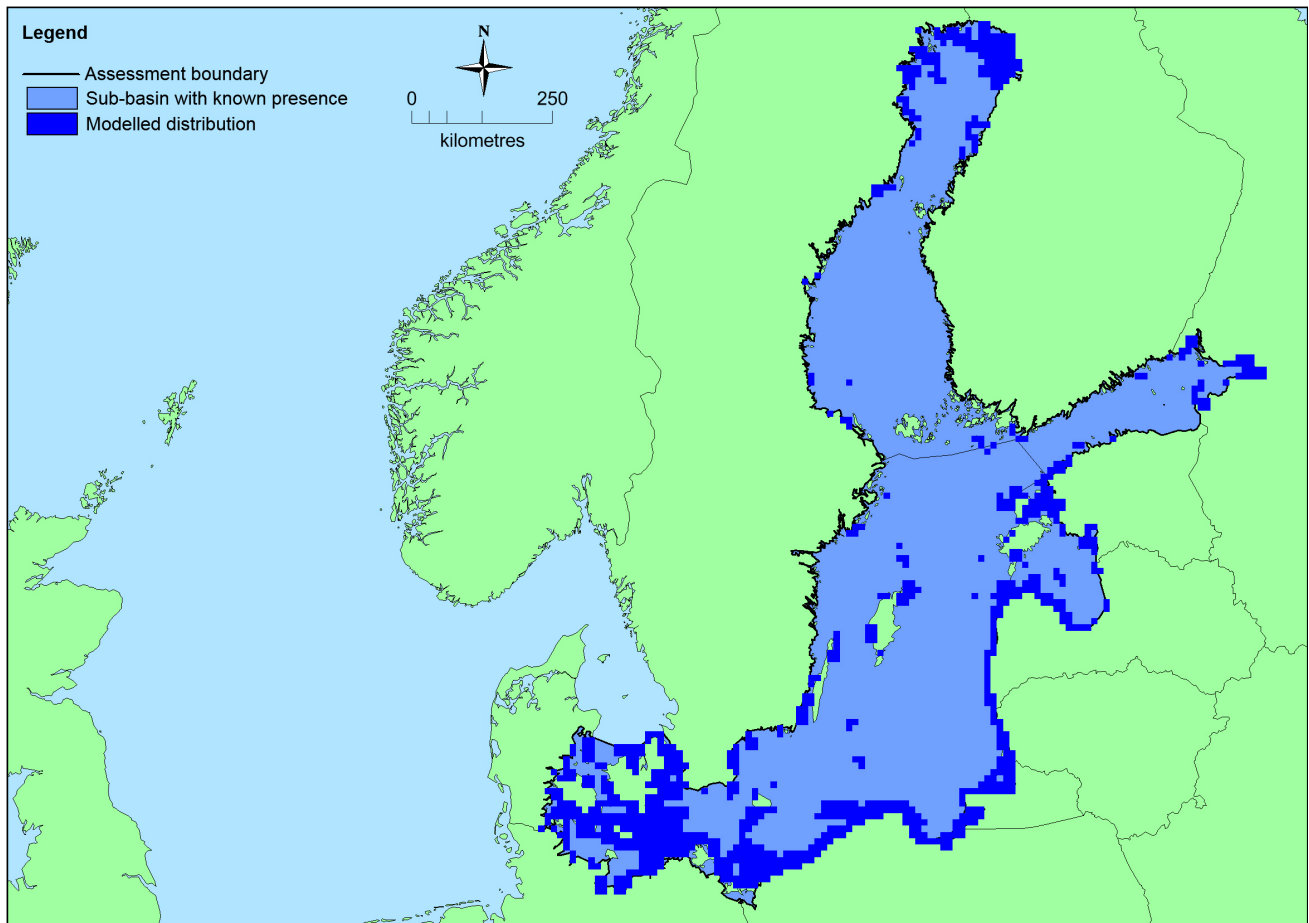 Legend
Assessment boundary
Sub-basin with known presence
Modelled distribution
N
0 250
kilometres